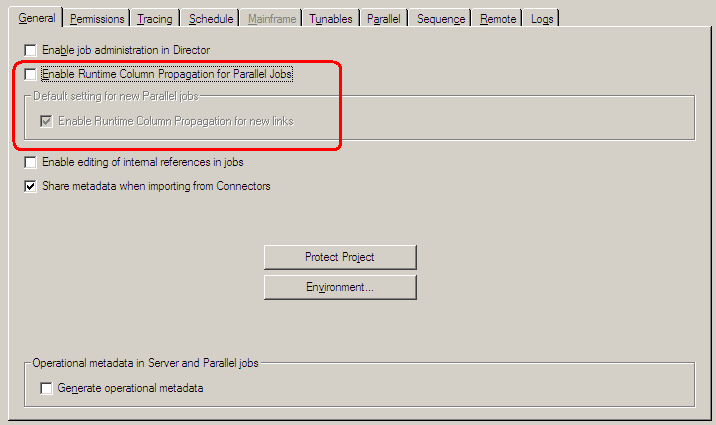 General Permissions Tracing Schedule Mainframe Tunables Parallel Sequence Remote Logs
Enable job administration in Director
Enable Runtime Column Propagation for Parallel Jobs
Default setting for new Parallel jobs
Enable Runtime Column Propagation for new links
Enable editing of internal references in jobs
Share metadata when importing from Connectors
Protect Project
Environment...
Operational metadata in Server and Parallel jobs
Generate operational metadata